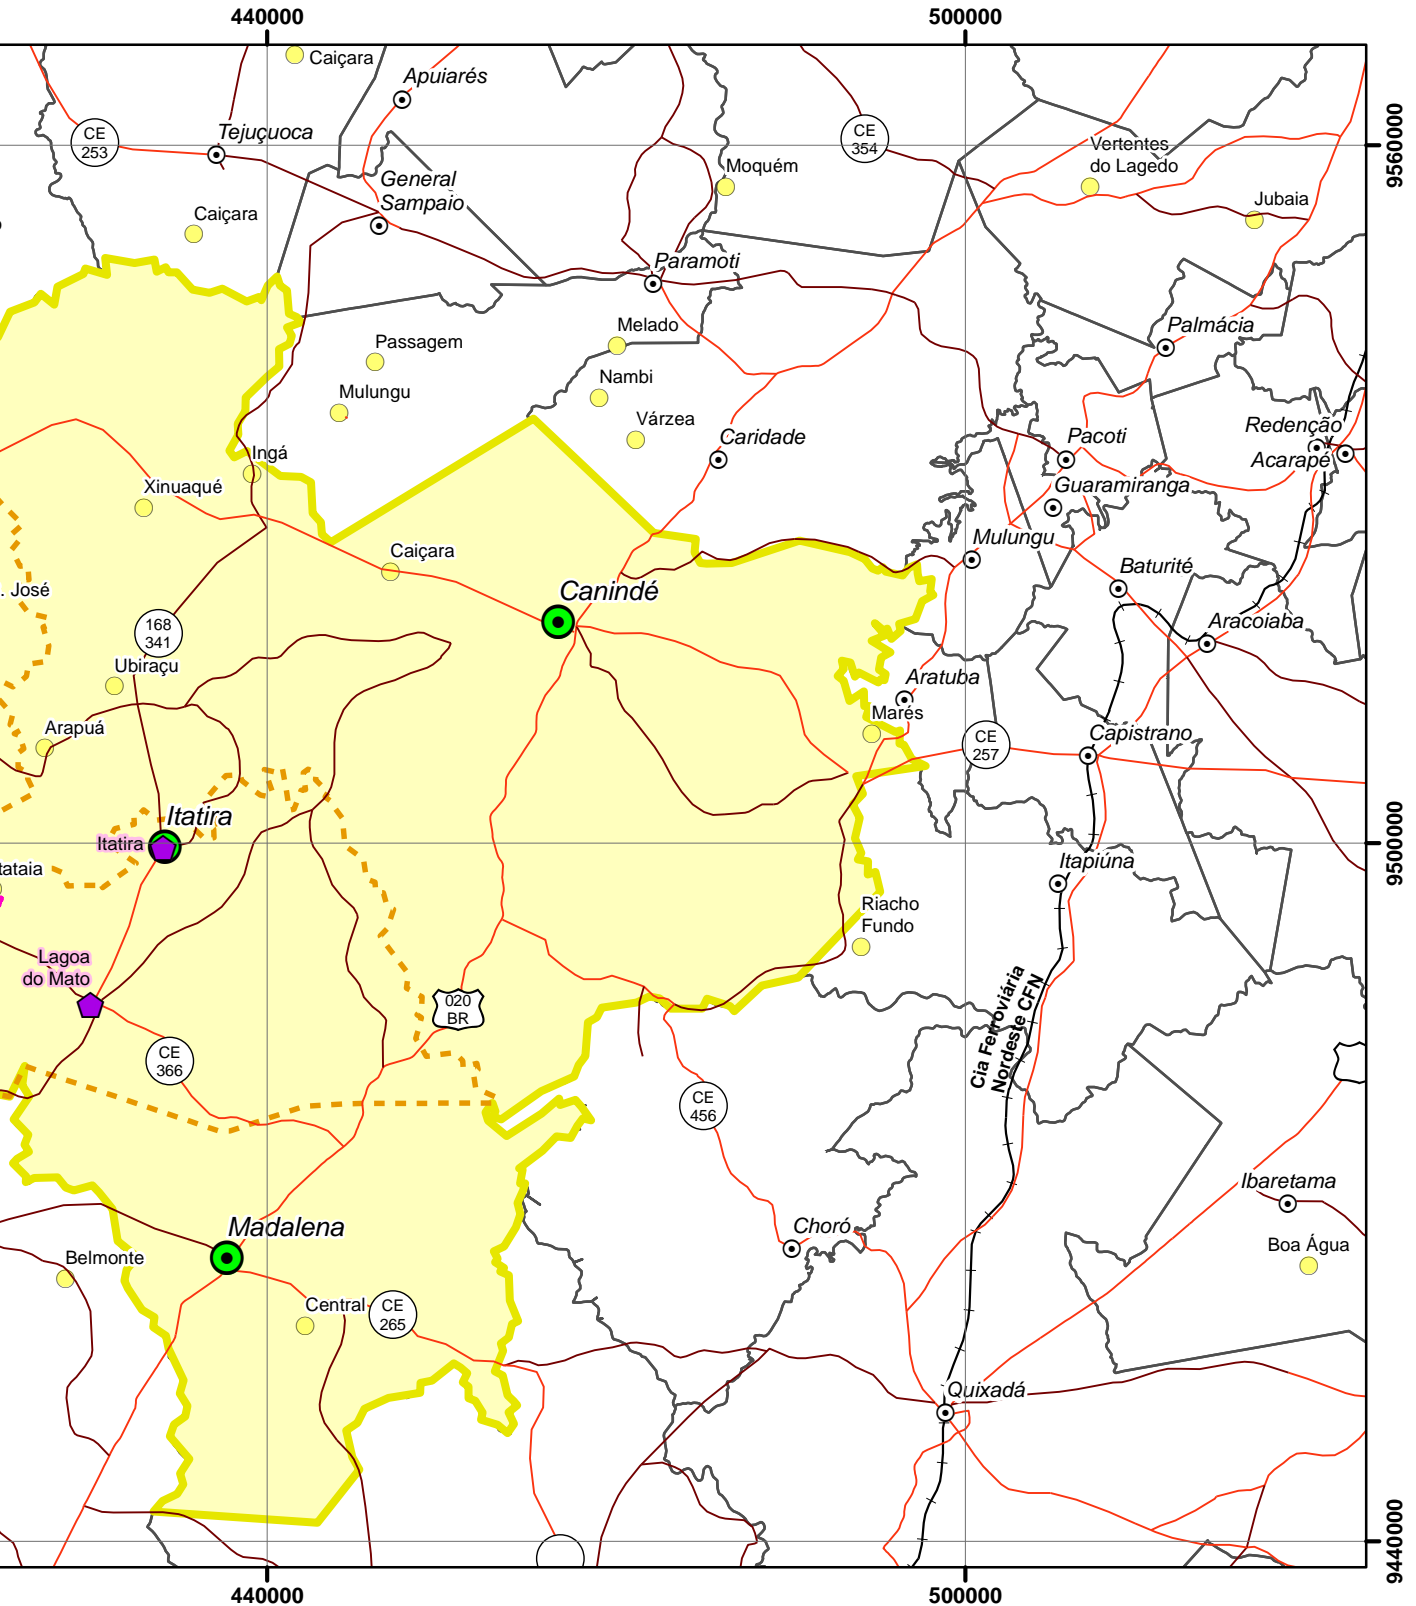 440000
500000
Caiçara
Apuiarés
Tejuçuoca
CE
253
CE
354
Vertentes
do Lagedo
9560000
Moquém
General
Sampaio
Jubaia
Caiçara
Paramoti
Melado
Palmácia
Passagem
Nambi
Mulungu
Várzea
Caridade
Redenção
Pacoti
Acarapé
Ingá
Xinuaqué
Guaramiranga
Mulungu
Caiçara
Baturité
. José
Canindé
Aracoiaba
168
341
Ubiraçu
Aratuba
Marés
Arapuá
CE
257
Capistrano
Itatira
Itatira
9500000
Itapiúna
tataia
Riacho
Fundo
Lagoa
do Mato
020
BR
Cia Ferroviária
Nordeste CFN
CE
366
CE
456
Ibaretama
Choró
Madalena
Boa Água
Belmonte
Central
CE
265
Quixadá
9440000
440000
500000